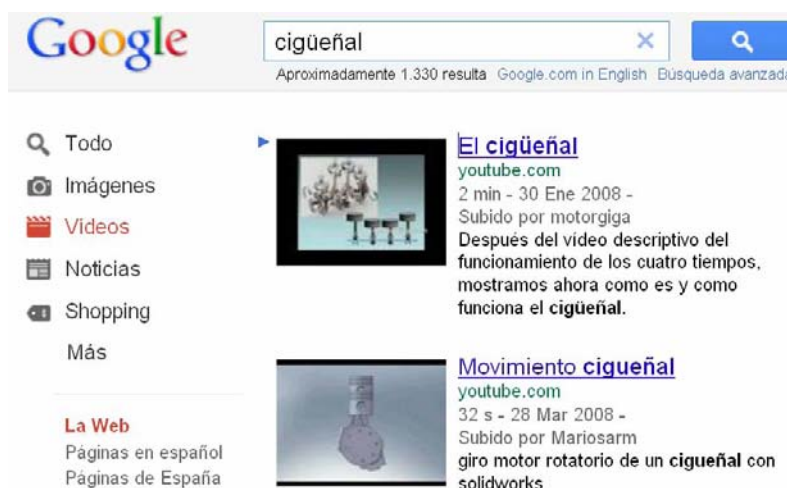 Google
cigüeñal
Aproximadamente 1.330 resulta Google.com in English Búsqueda avanzada
Todo
Imágenes
Videos
Noticias
Shopping
Más
La Web
Páginas en español
Páginas de España
El cigüeñal
youtube.com
2 min - 30 Ene 2008 -
Subido por motorgiga
Después del vídeo descriptivo del
funcionamiento de los cuatro tiempos,
mostramos ahora como es y como
funciona el cigüeñal.
Movimiento cigueñal
youtube.com
32 s - 28 Mar 2008 -
Subido por Mariosarm
giro motor rotatorio de un cigueñal con
solidworks